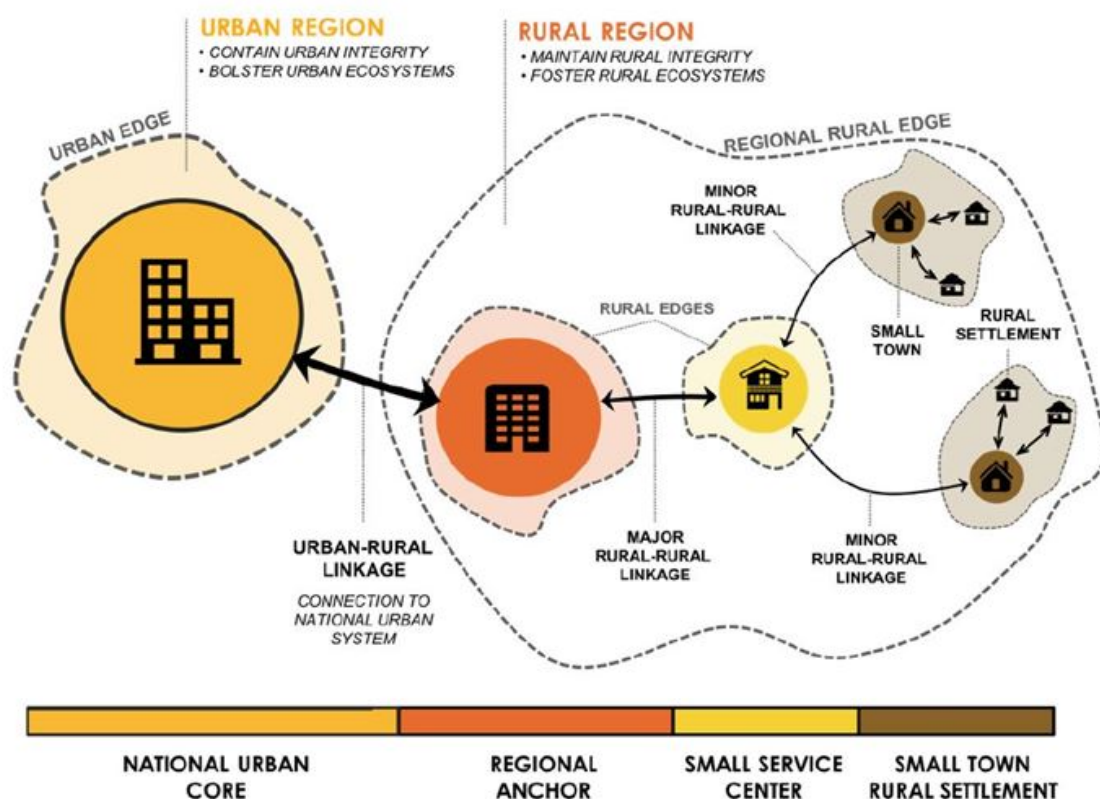 URBAN REGION
• CONTAIN URBAN INTEGRITY
• BOLSTER URBAN ECOSYSTEMS
RURAL REGION
• MAINTAIN RURAL INTEGRITY
• FOSTER RURAL ECOSYSTEMS
URBAN EDGE
REGIONAL RURAL EDGE
MINOR
RURAL-RURAL
LINKAGE
RURAL EDGES
SMALL
TOWN
RURAL
SETTLEMENT
URBAN-RURAL
LINKAGE
CONNECTION TO
NATIONAL URBAN
SYSTEM
MAJOR
RURAL-RURAL
LINKAGE
MINOR
RURAL-RURAL
LINKAGE
NATIONAL URBAN
CORE
REGIONAL
ANCHOR
SMALL SERVICE
CENTER
SMALL TOWN
RURAL SETTLEMENT